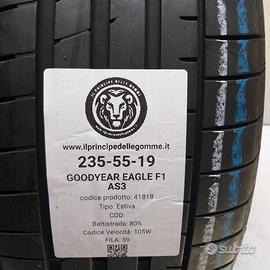 IL PRINCIPE DELLE GOMME
www.ilprincipedellegomme.it
235-55-19
GOODYEAR EAGLE F1
AS3
codice prodotto: 41818
Tipo: Estiva
COD:
Battistrada: 80%
Codice Velocità: 105W
FILA: 59
subito